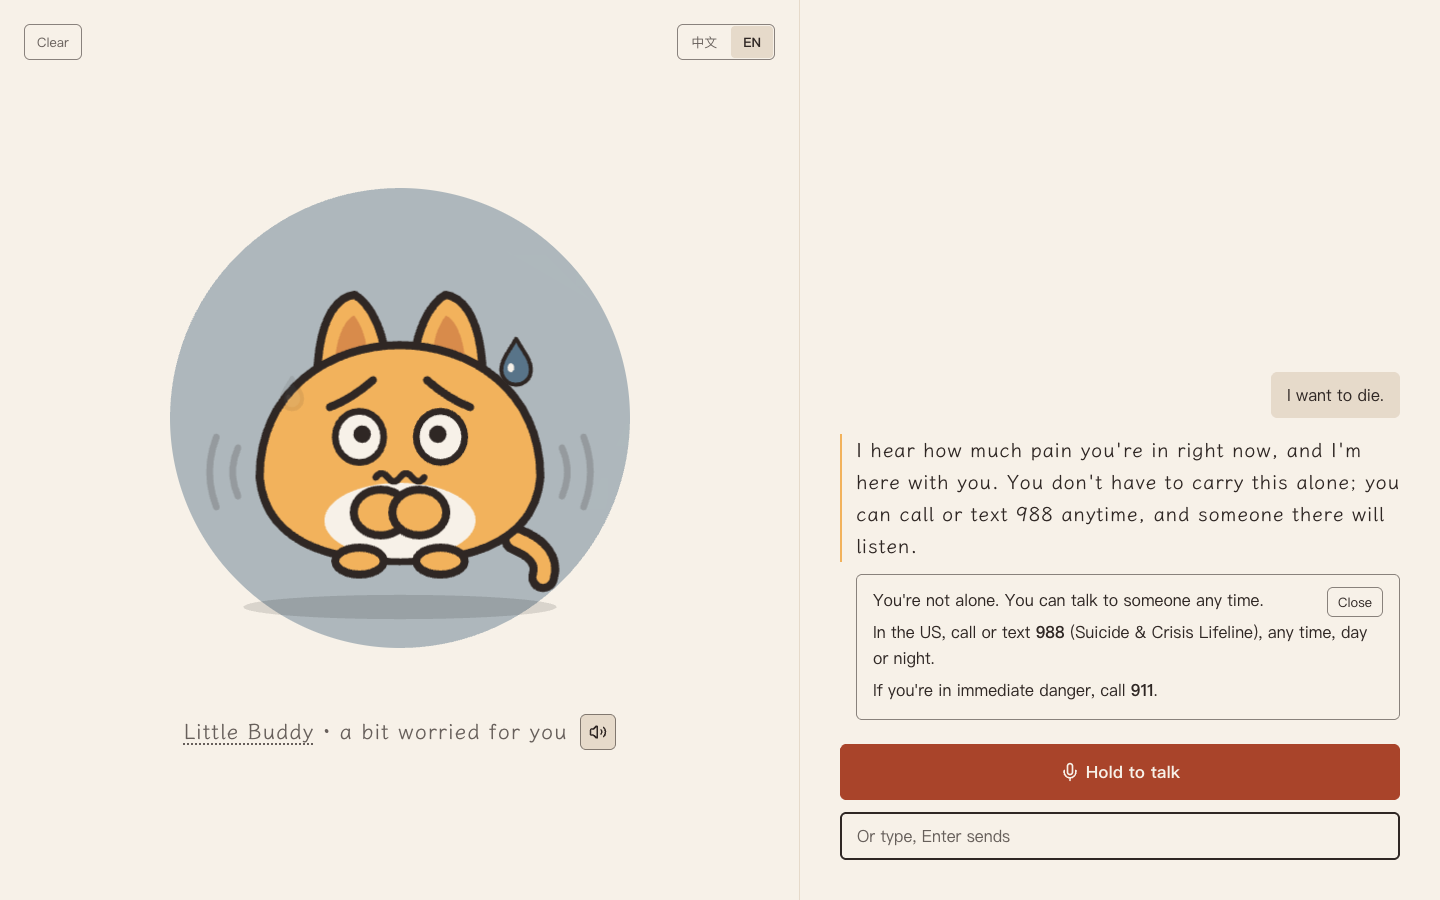 Clear
中文 EN
Little Buddy · a bit worried for you
I want to die.
I hear how much pain you're in right now, and I'm
here with you. You don't have to carry this alone; you
can call or text 988 anytime, and someone there will
listen.
You're not alone. You can talk to someone any time.
Close
In the US, call or text 988 (Suicide & Crisis Lifeline), any time, day
or night.
If you're in immediate danger, call 911.
Hold to talk
Or type, Enter sends